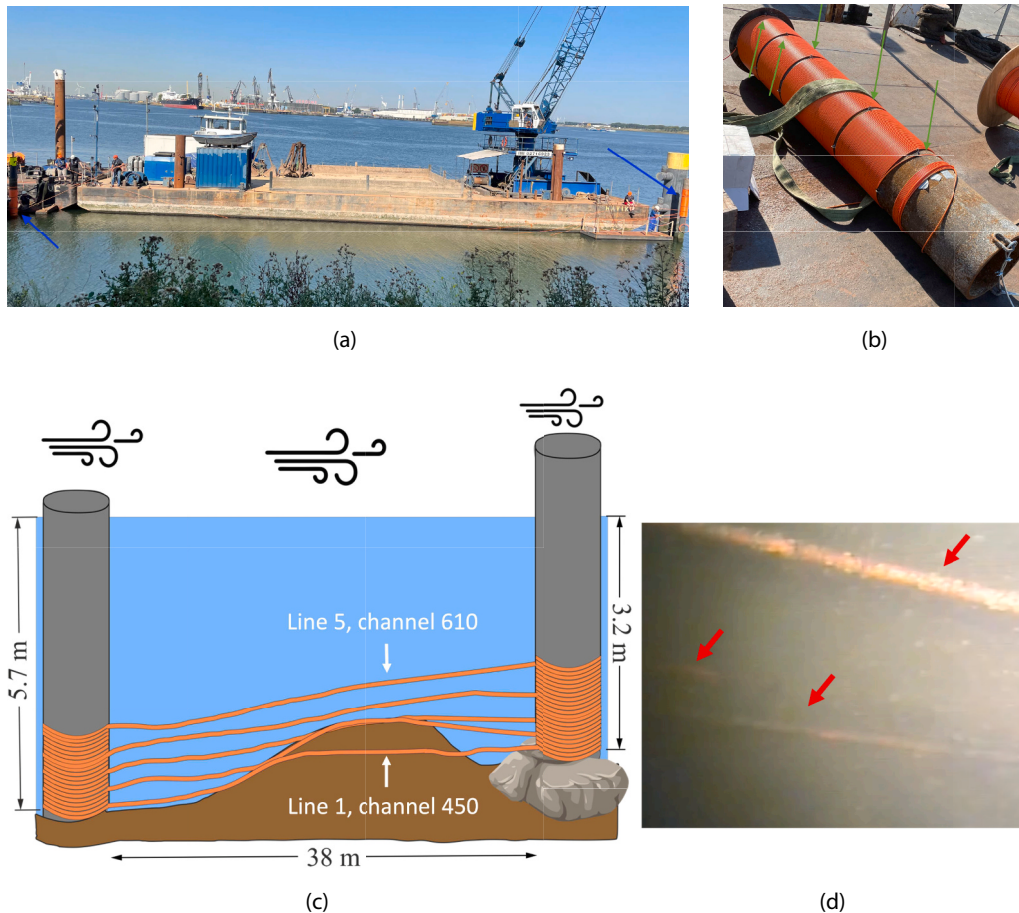 (a)
(b)
Line 5, channel 610
5.7 m
3.2 m
Line 1, channel 450
38 m
(c)
(d)